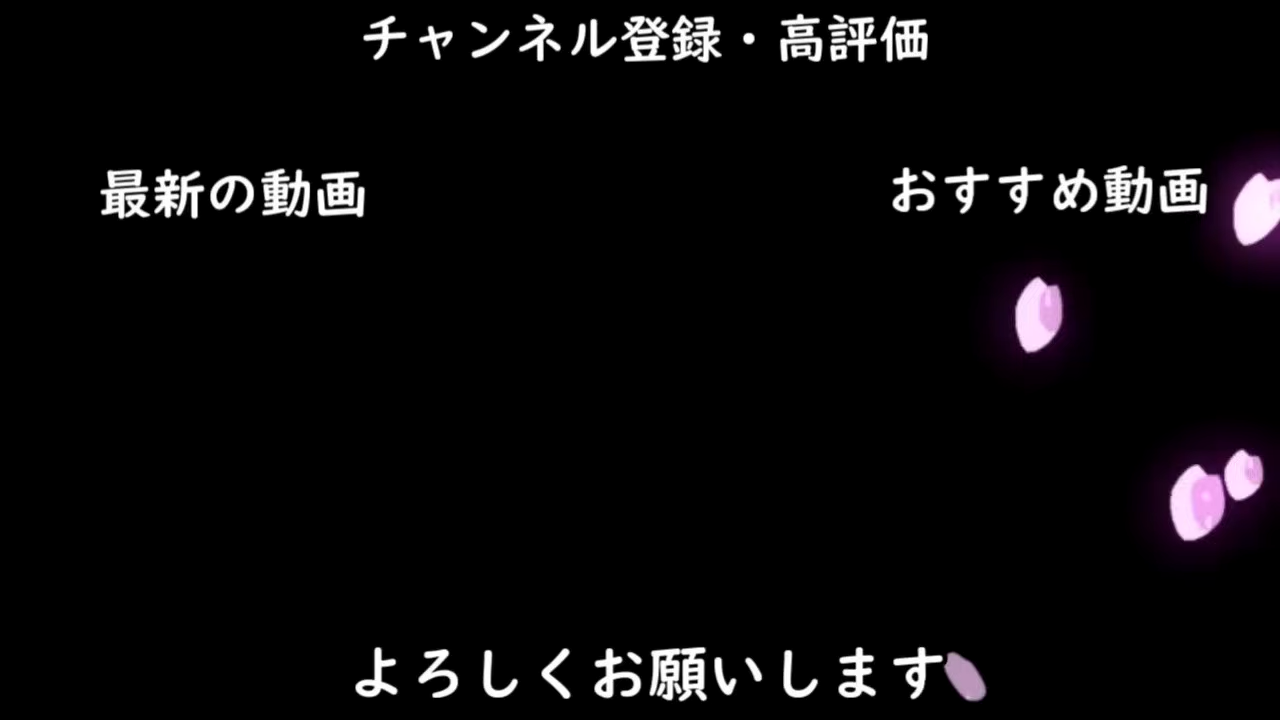 チャンネル登録・高評価
最新の動画
おすすめ動画
よろしくお願いします